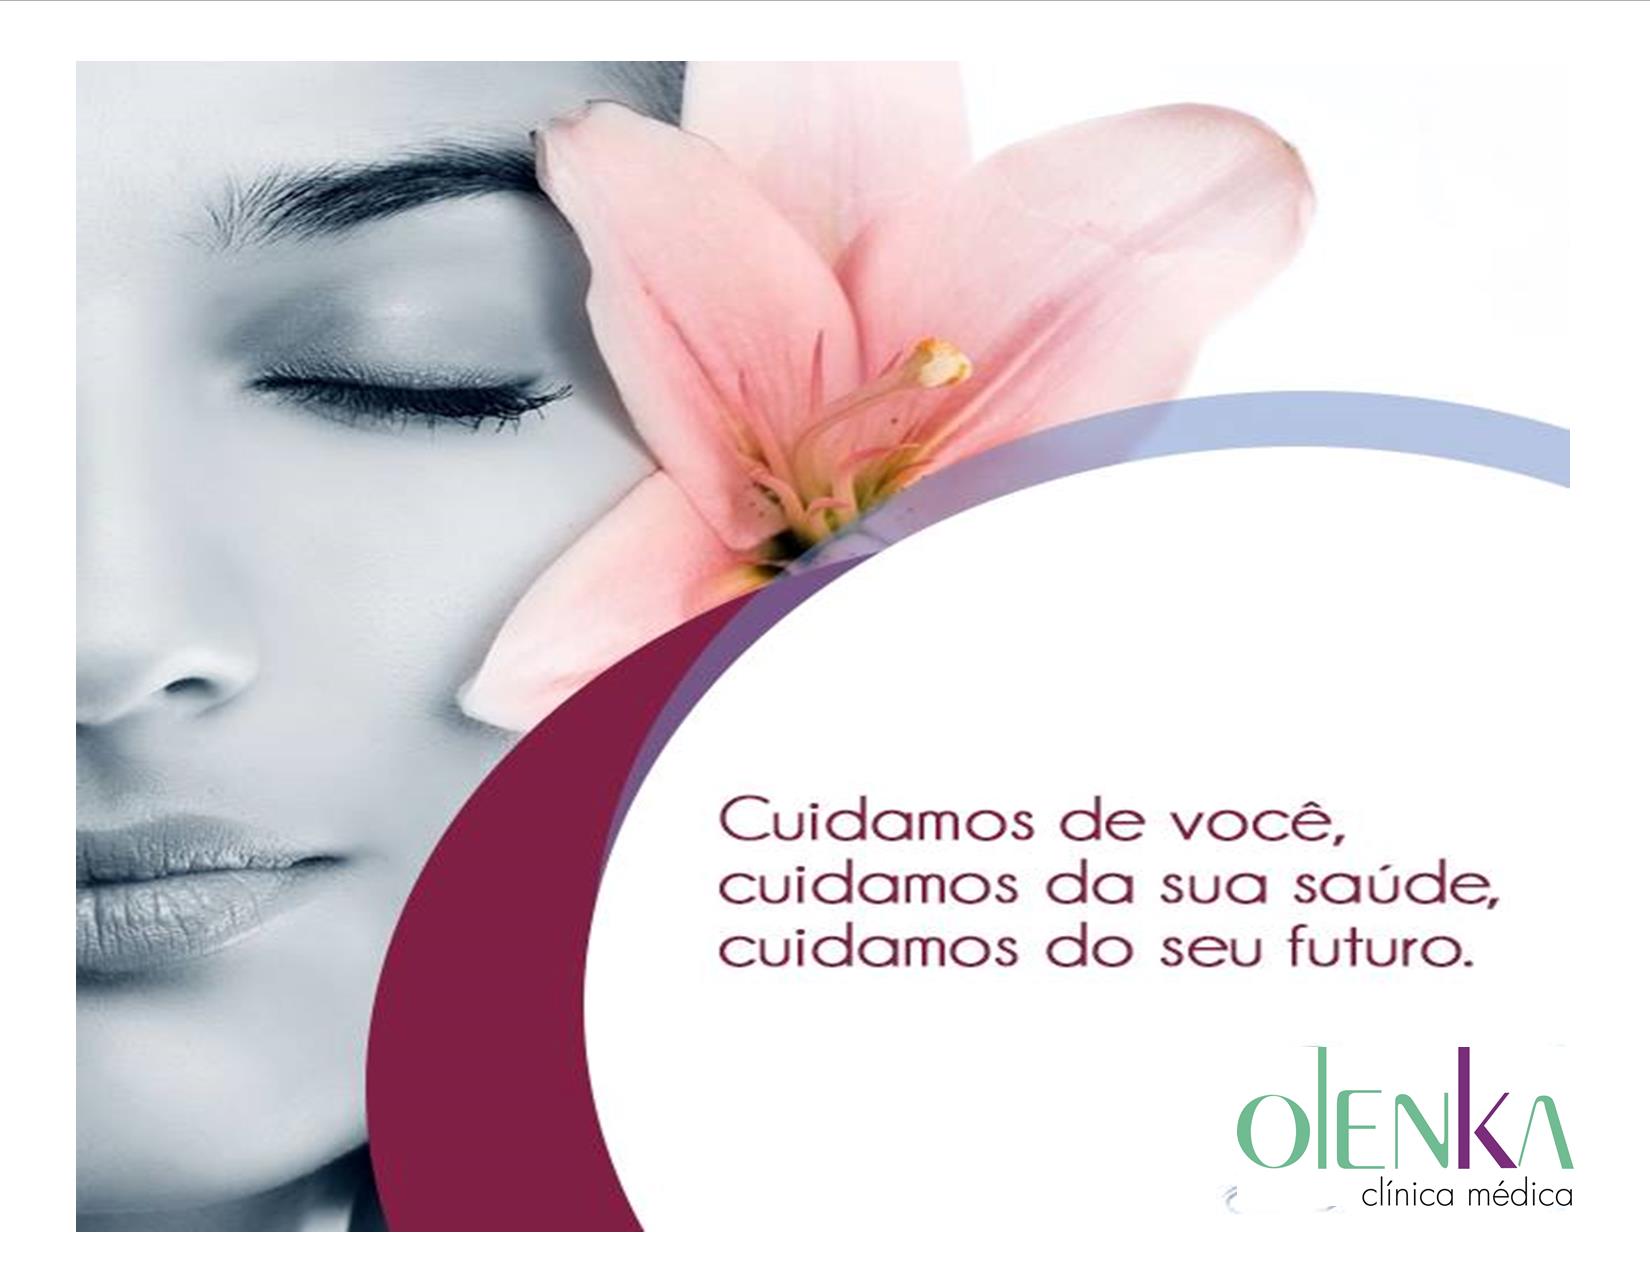 Cuidamos de você,
cuidamos da sua saúde,
cuidamos do seu futuro.
OlENKA
clínica médica